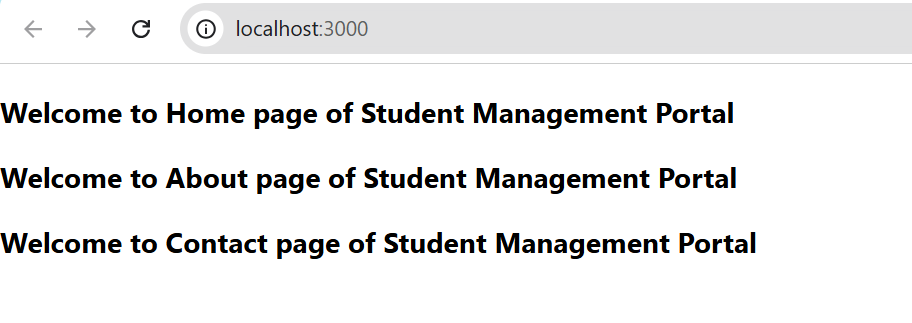 localhost:3000
Welcome to Home page of Student Management Portal
Welcome to About page of Student Management Portal
Welcome to Contact page of Student Management Portal